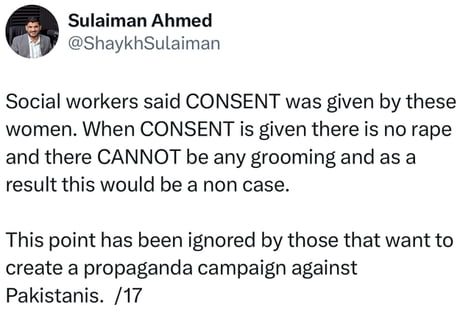 Sulaiman Ahmed
@ShaykhSulaiman
Social workers said CONSENT was given by these
women. When CONSENT is given there is no rape
and there CANNOT be any grooming and as a
result this would be a non case.
This point has been ignored by those that want to
create a propaganda campaign against
Pakistanis. /17